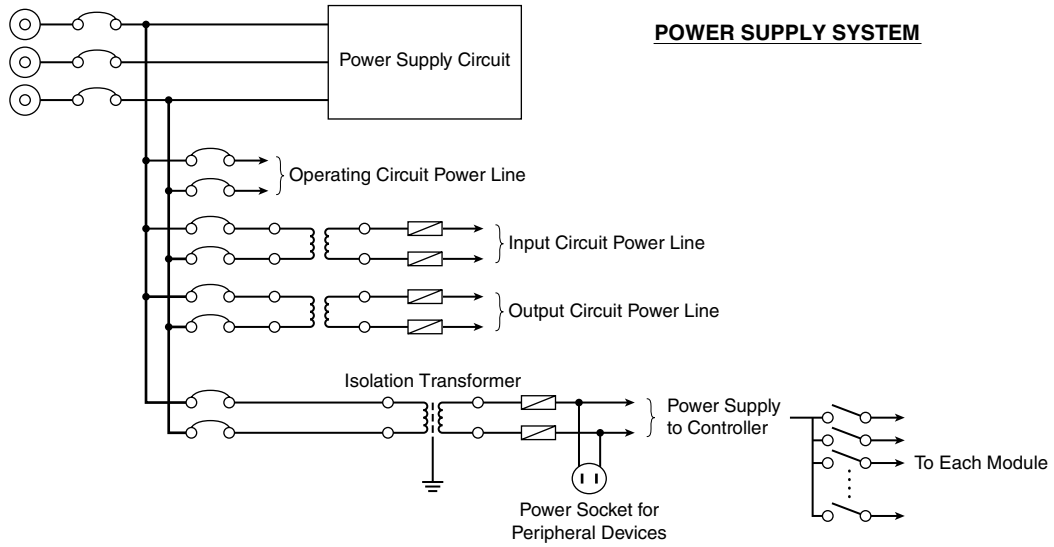 POWER SUPPLY SYSTEM
Power Supply Circuit
Operating Circuit Power Line
Input Circuit Power Line
Output Circuit Power Line
Isolation Transformer
Power Supply
to Controller
To Each Module
Power Socket for
Peripheral Devices